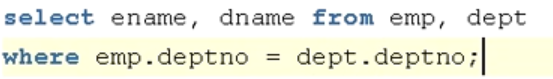 select ename, dname from emp, dept
where emp.deptno = dept.deptno;